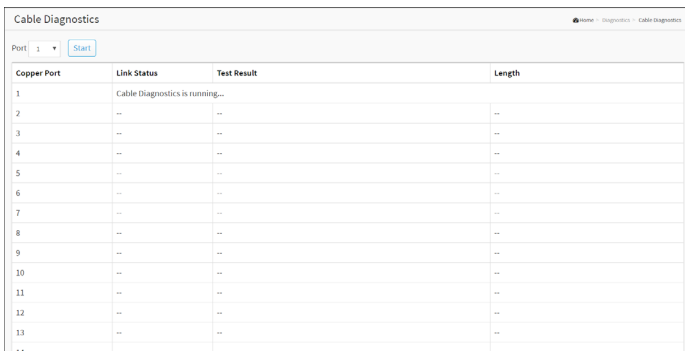 Cable Diagnostics
Home > Diagnostics > Cable Diagnostics
Port 1 Start
Copper Port Link Status Test Result Length
1 Cable Diagnostics is running...
2 -- -- --
3 -- -- --
4 -- -- --
5 -- -- --
6 -- -- --
7 -- -- --
8 -- -- --
9 -- -- --
10 -- -- --
11 -- -- --
12 -- -- --
13 -- -- --